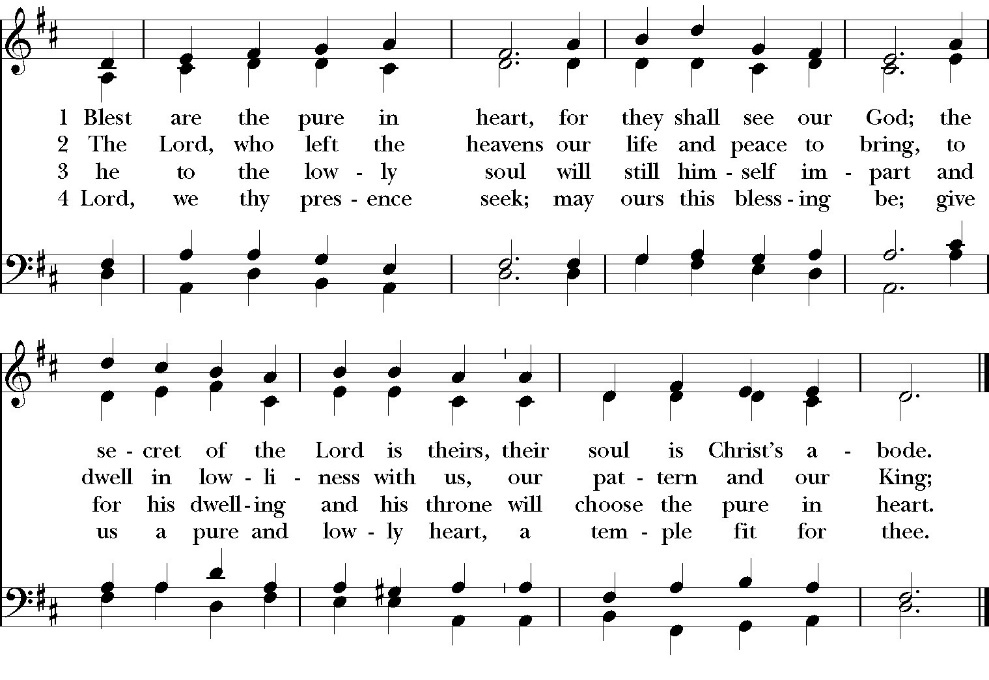 1 Blest are the pure in heart, for they shall see our God; the
2 The Lord, who left the heavens our life and peace to bring, to
3 he to the low - ly soul will still him - self im - part and
4 Lord, we thy pres - ence seek; may ours this bless - ing be; give
se - cret of the Lord is theirs, their soul is Christ's a - bode.
dwell in low - li - ness with us, our pat - tern and our King;
for his dwell - ing and his throne will choose the pure in heart.
us a pure and low - ly heart, a tem - ple fit for thee.